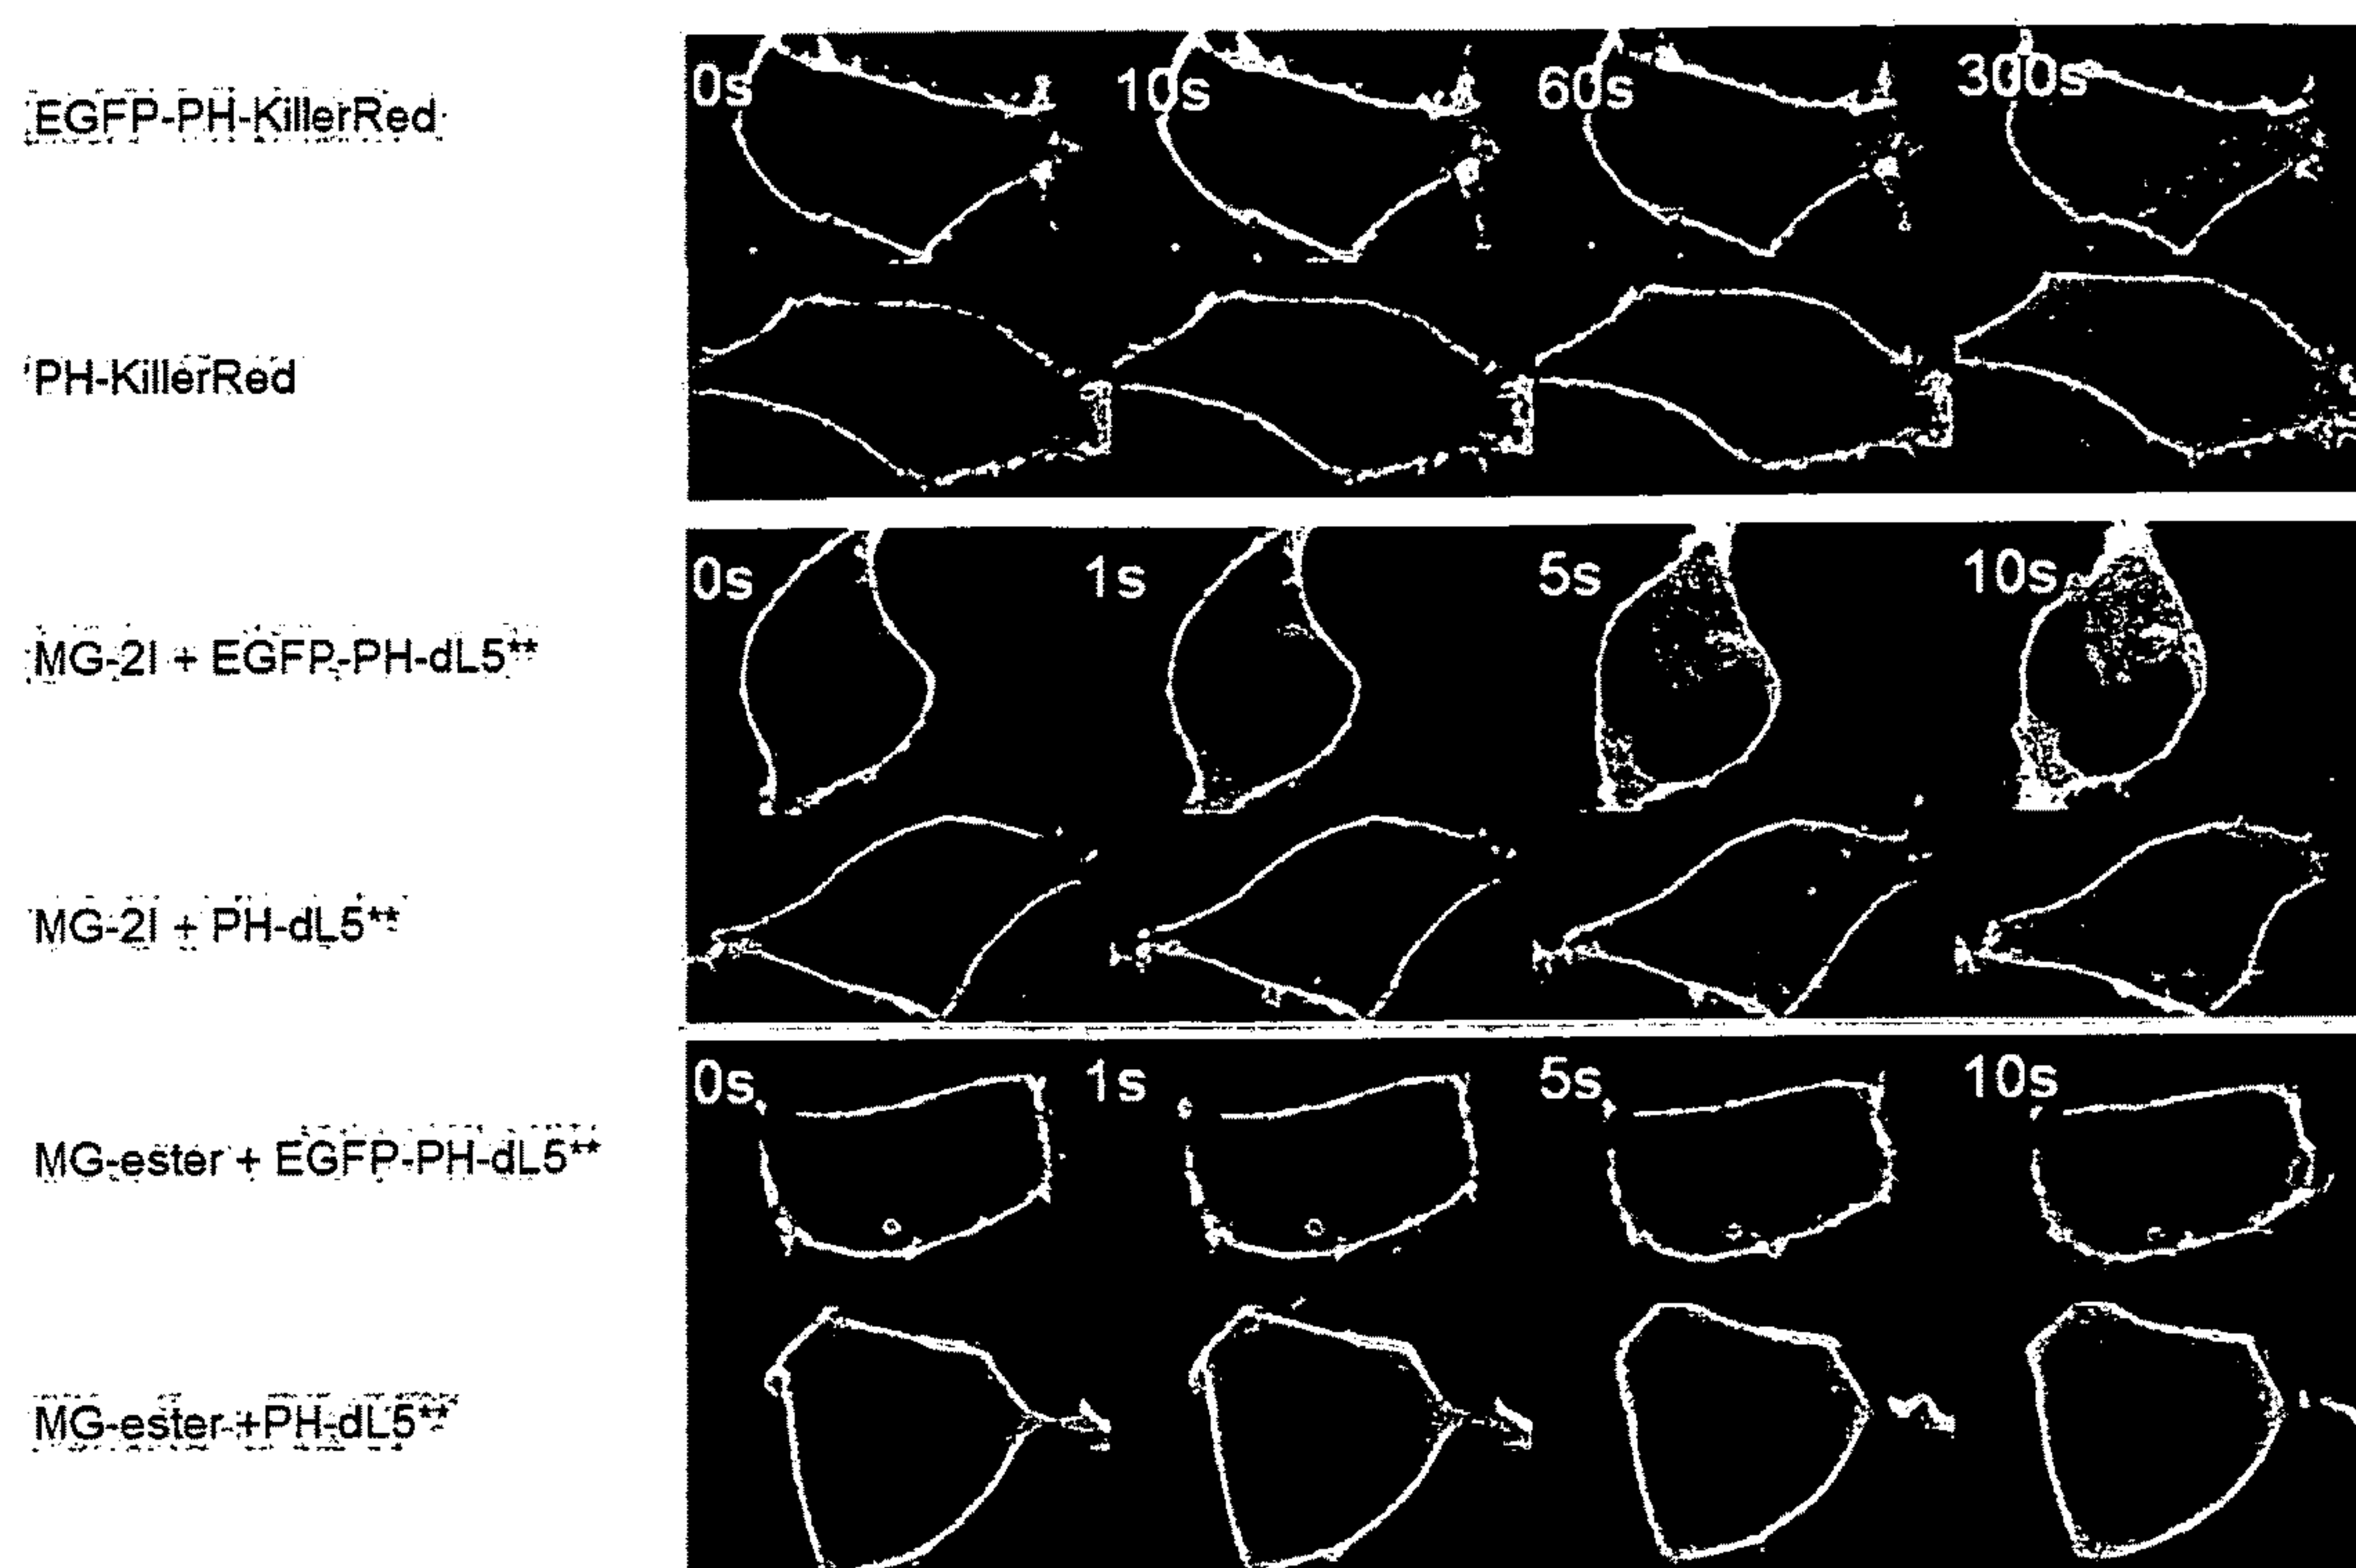 EGFP-PH-KillerRed
0s 10s 60s 300s
PH-KillerRed
MG-2I + EGFP-PH-dL5**
0s 1s 5s 10s
MG-2I + PH-dL5**
MG-ester + EGFP-PH-dL5**
0s 1s 5s 10s
MG-ester +PH-dL5**